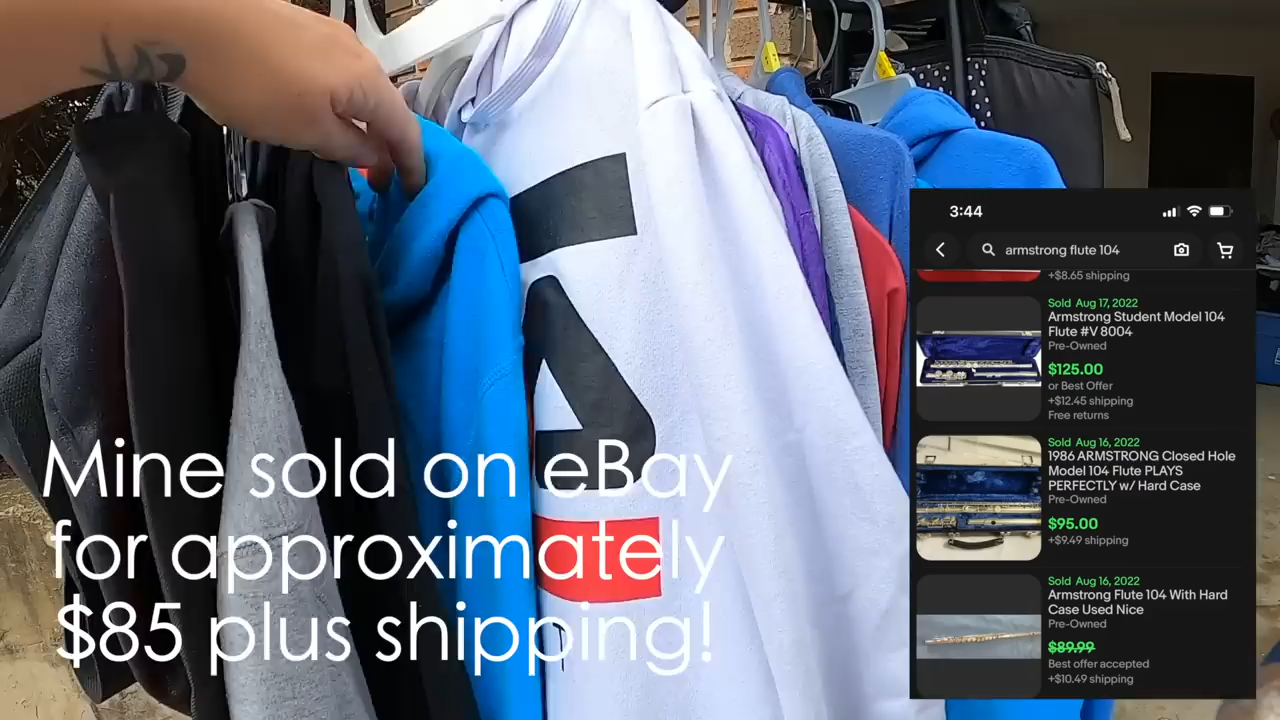 Mine sold on eBay
for approximately
$85 plus shipping!
3:44
armstrong flute 104
+$8.65 shipping
Sold Aug 17, 2022
Armstrong Student Model 104
Flute #V 8004
Pre-Owned
$125.00
or Best Offer
+$12.45 shipping
Free returns
Sold Aug 16, 2022
1986 ARMSTRONG Closed Hole
Model 104 Flute PLAYS
PERFECTLY w/ Hard Case
Pre-Owned
$95.00
+$9.49 shipping
Sold Aug 16, 2022
Armstrong Flute 104 With Hard
Case Used Nice
Pre-Owned
$89.99
Best offer accepted
+$10.49 shipping